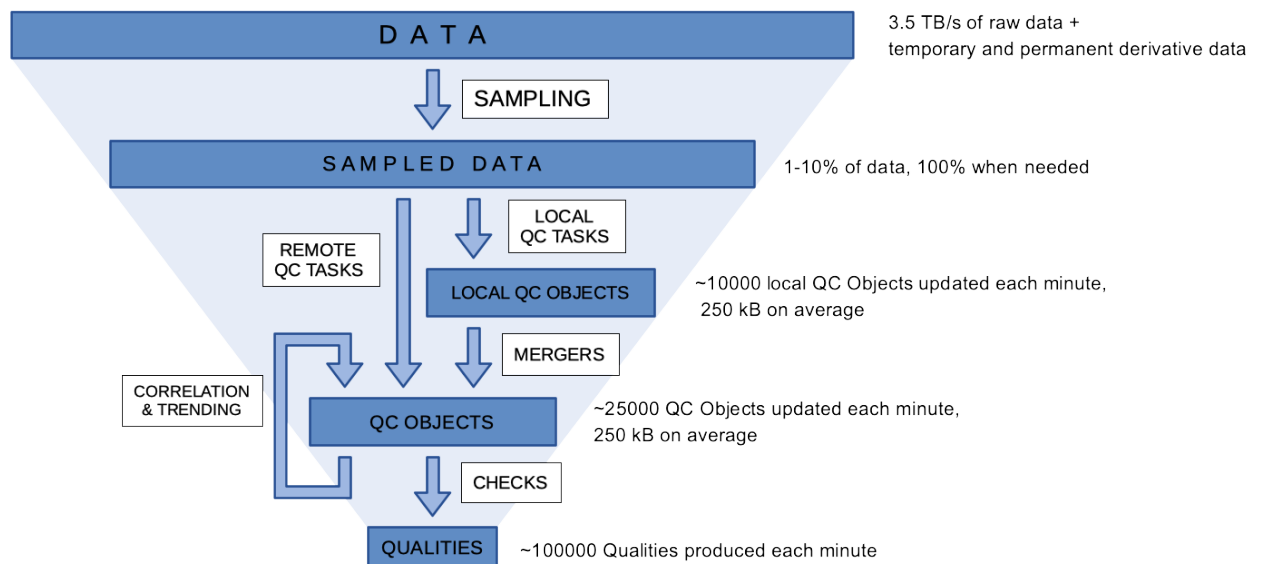 DATA
3.5 TB/s of raw data +
temporary and permanent derivative data
SAMPLING
SAMPLED DATA
1-10% of data, 100% when needed
LOCAL
QC TASKS
REMOTE
QC TASKS
LOCAL QC OBJECTS
~10000 local QC Objects updated each minute,
250 kB on average
MERGERS
CORRELATION
& TRENDING
QC OBJECTS
~25000 QC Objects updated each minute,
250 kB on average
CHECKS
QUALITIES
~100000 Qualities produced each minute